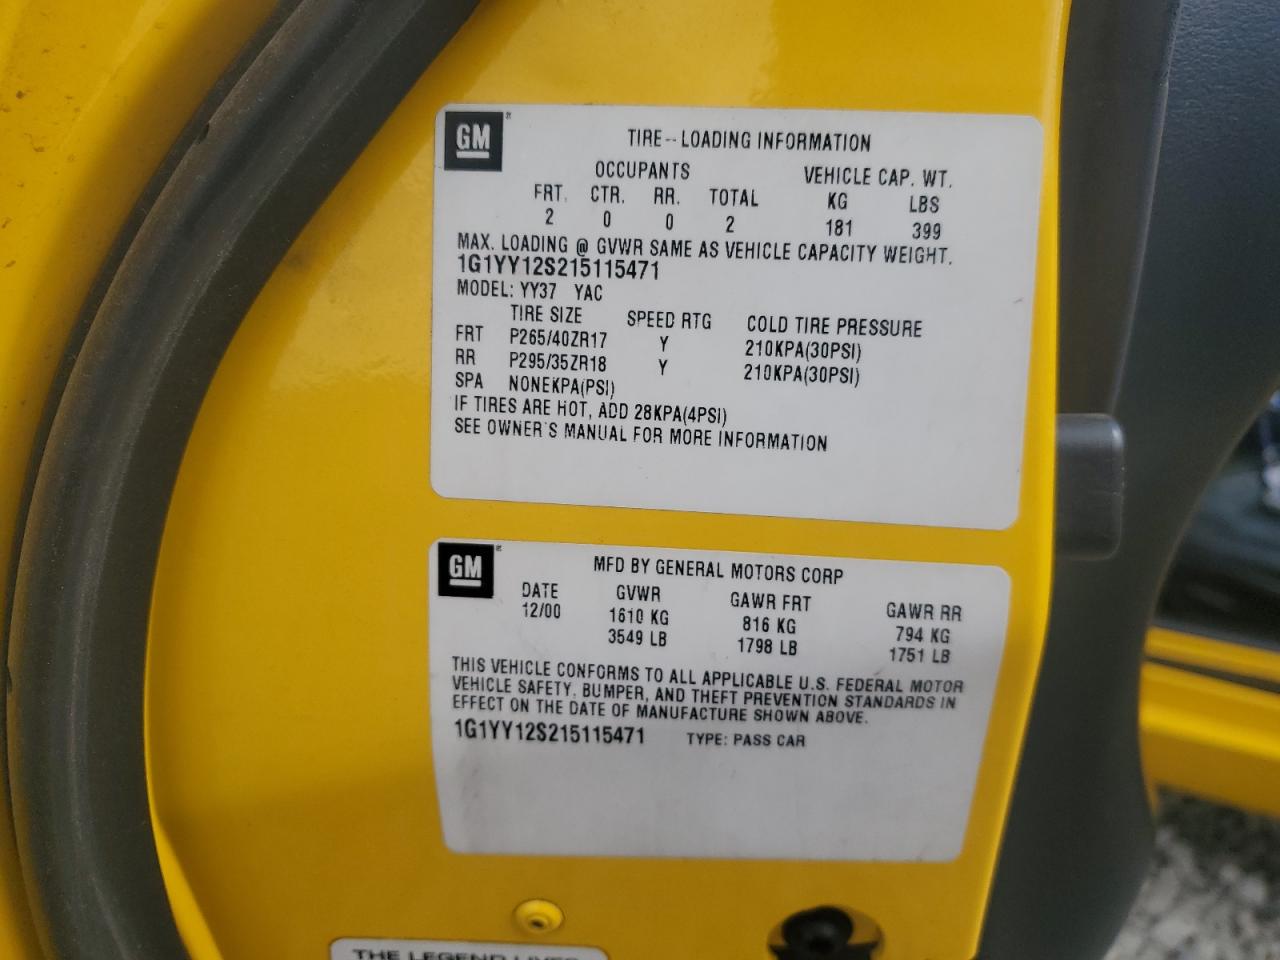 GM ®
TIRE--LOADING INFORMATION
OCCUPANTS VEHICLE CAP. WT.
FRT. CTR. RR. TOTAL KG LBS
2 0 0 2 181 399
MAX. LOADING @ GVWR SAME AS VEHICLE CAPACITY WEIGHT.
1G1YY12S215115471
MODEL: YY37 YAC
TIRE SIZE SPEED RTG COLD TIRE PRESSURE
FRT P265/40ZR17 Y 210KPA(30PSI)
RR P295/35ZR18 Y 210KPA(30PSI)
SPA NONEKPA(PSI)
IF TIRES ARE HOT, ADD 28KPA(4PSI)
SEE OWNER'S MANUAL FOR MORE INFORMATION
GM ®
MFD BY GENERAL MOTORS CORP
DATE GVWR GAWR FRT GAWR RR
12/00 1610 KG 816 KG 794 KG
3549 LB 1798 LB 1751 LB
THIS VEHICLE CONFORMS TO ALL APPLICABLE U.S. FEDERAL MOTOR
VEHICLE SAFETY, BUMPER, AND THEFT PREVENTION STANDARDS IN
EFFECT ON THE DATE OF MANUFACTURE SHOWN ABOVE.
1G1YY12S215115471 TYPE: PASS CAR
THE LEGEND LIVES